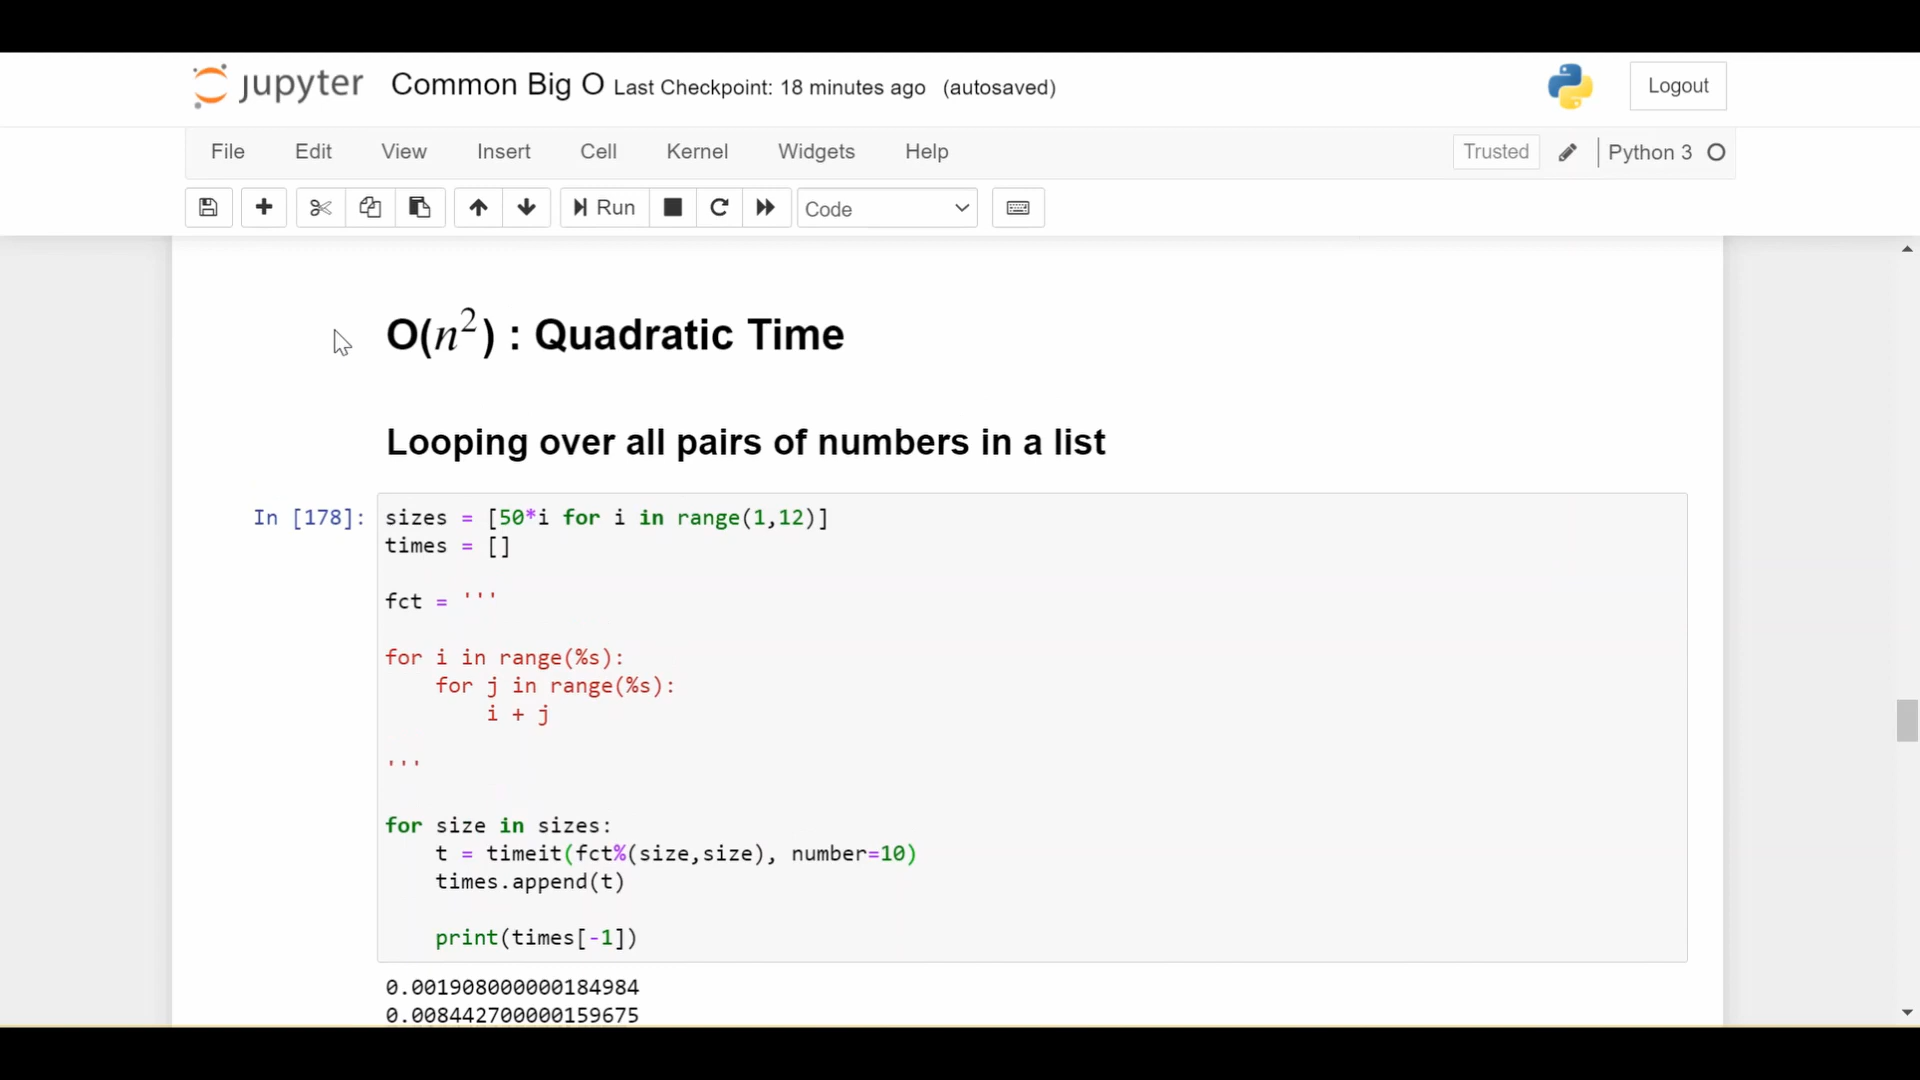 jupyter Common Big O Last Checkpoint: 18 minutes ago (autosaved) Logout
File Edit View Insert Cell Kernel Widgets Help Trusted Python 3
Run Code
O(n²) : Quadratic Time
Looping over all pairs of numbers in a list
In [178]: sizes = [50*i for i in range(1,12)]
times = []
fct = '''
for i in range(%s):
    for j in range(%s):
        i + j
'''
for size in sizes:
    t = timeit(fct%(size,size), number=10)
    times.append(t)
    print(times[-1])
0.001908000000184984
0.008442700000159675